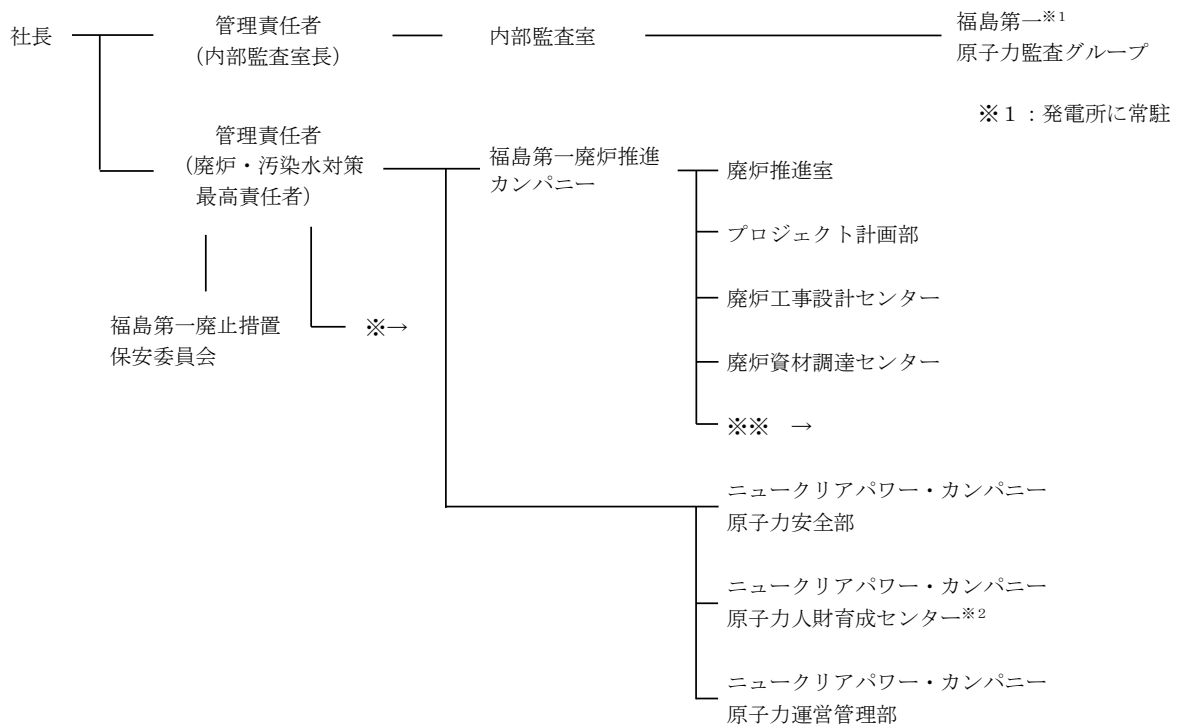 社長
管理責任者
(内部監査室長)
内部監査室
福島第一※1
原子力監査グループ
※1：発電所に常駐
管理責任者
(廃炉・汚染水対策
最高責任者)
福島第一廃炉推進
カンパニー
廃炉推進室
プロジェクト計画部
廃炉工事設計センター
廃炉資材調達センター
※※　→
福島第一廃止措置
保安委員会
※→
ニュークリアパワー・カンパニー
原子力安全部
ニュークリアパワー・カンパニー
原子力人財育成センター※2
ニュークリアパワー・カンパニー
原子力運営管理部